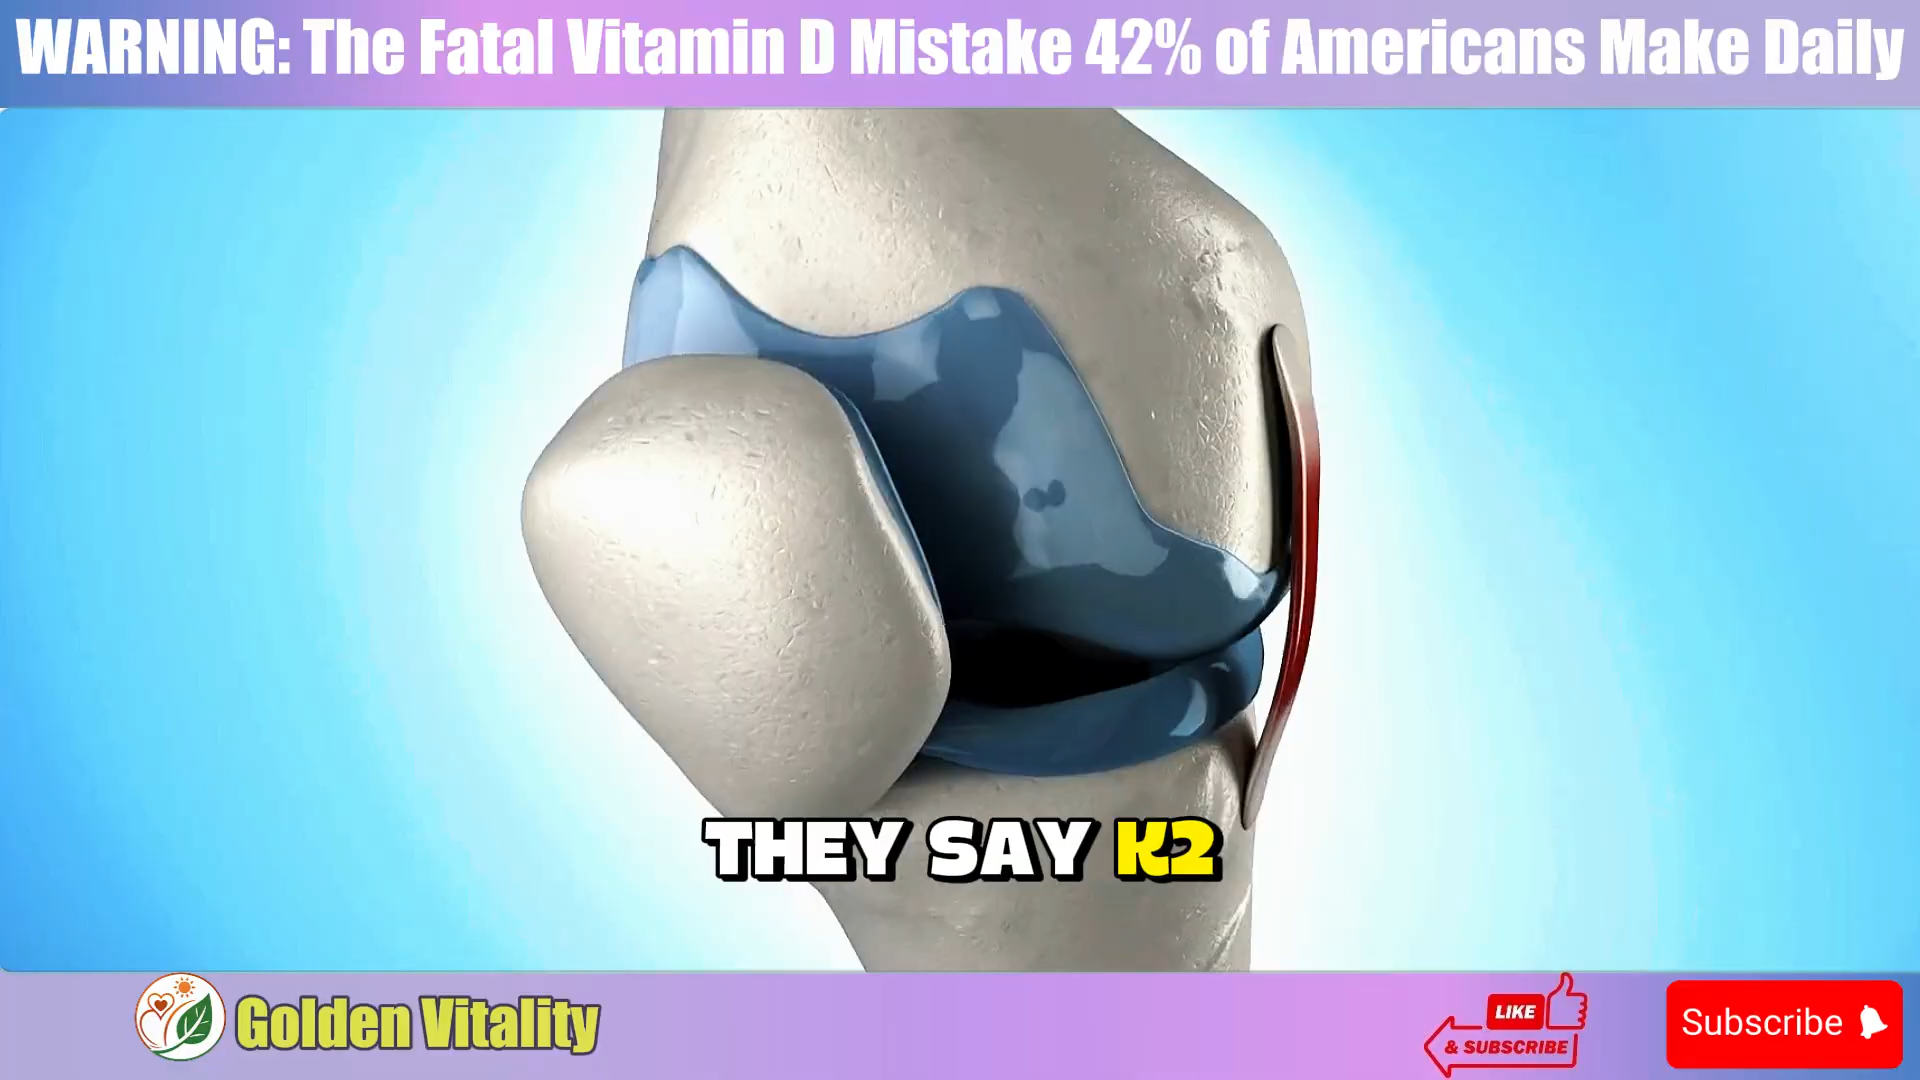 WARNING: The Fatal Vitamin D Mistake 42% of Americans Make Daily
THEY SAY K2
Golden Vitality
LIKE
& SUBSCRIBE
Subscribe